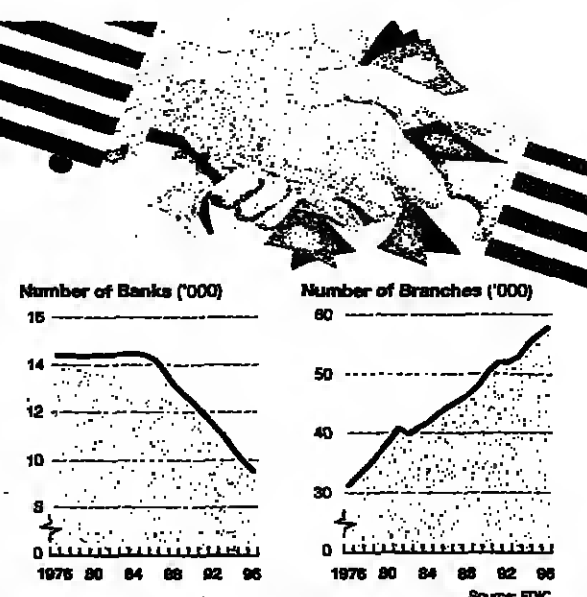 Number of Banks ('000)
16
14
12
10
8
0
1976 80 84 88 92 96
Number of Branches ('000)
60
50
40
30
0
1976 80 84 88 92 96
Source: FDIC